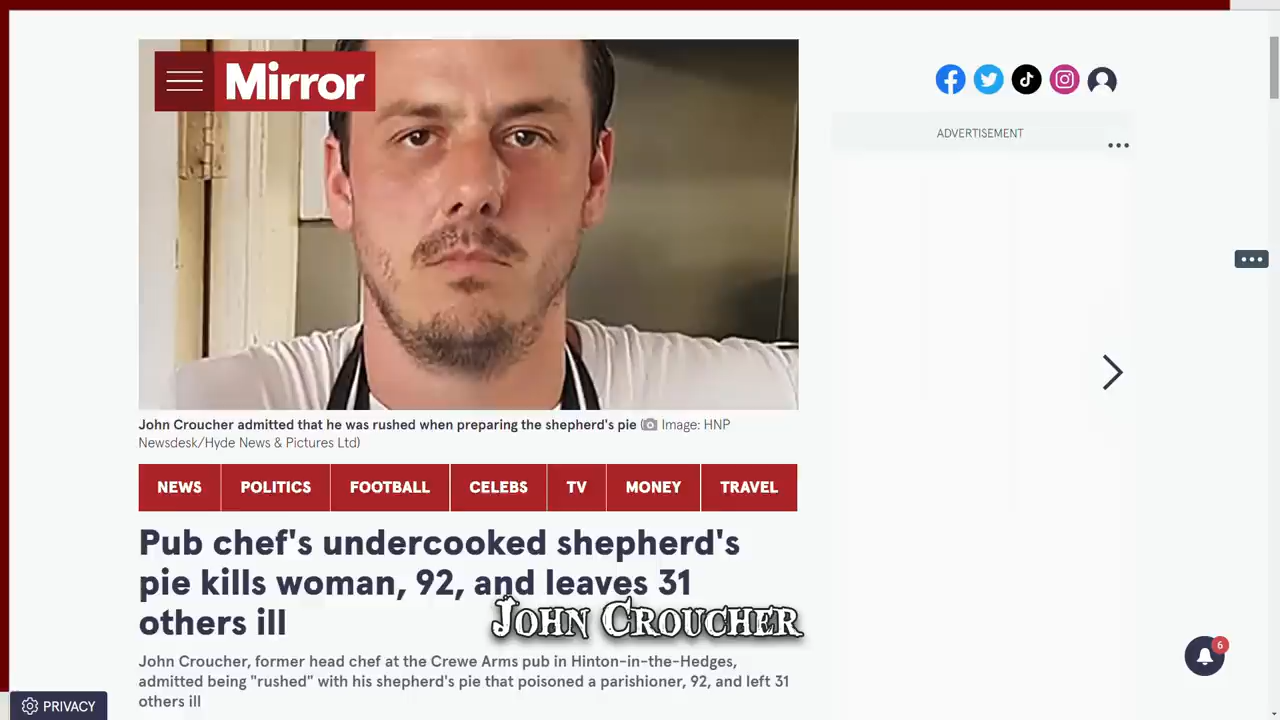 Mirror
ADVERTISEMENT
John Croucher admitted that he was rushed when preparing the shepherd's pie ( Image: HNP
Newsdesk/Hyde News & Pictures Ltd)
NEWS POLITICS FOOTBALL CELEBS TV MONEY TRAVEL
Pub chef's undercooked shepherd's
pie kills woman, 92, and leaves 31
others ill
JOHN CROUCHER
John Croucher, former head chef at the Crewe Arms pub in Hinton-in-the-Hedges,
admitted being "rushed" with his shepherd's pie that poisoned a parishioner, 92, and left 31
others ill
6
PRIVACY